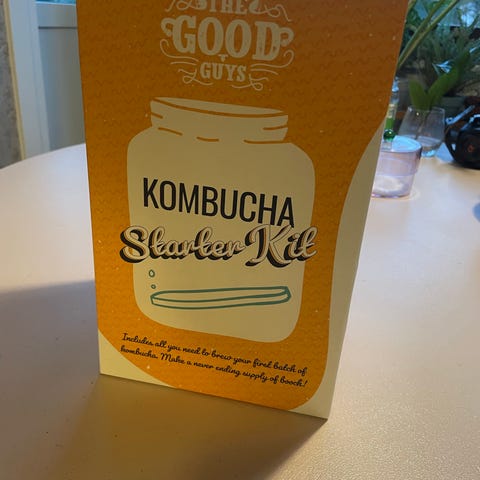 THE
GOOD
GUYS
KOMBUCHA
Starter Kit
Includes all you need to brew your first batch of
kombucha. Make a never ending supply of booch!